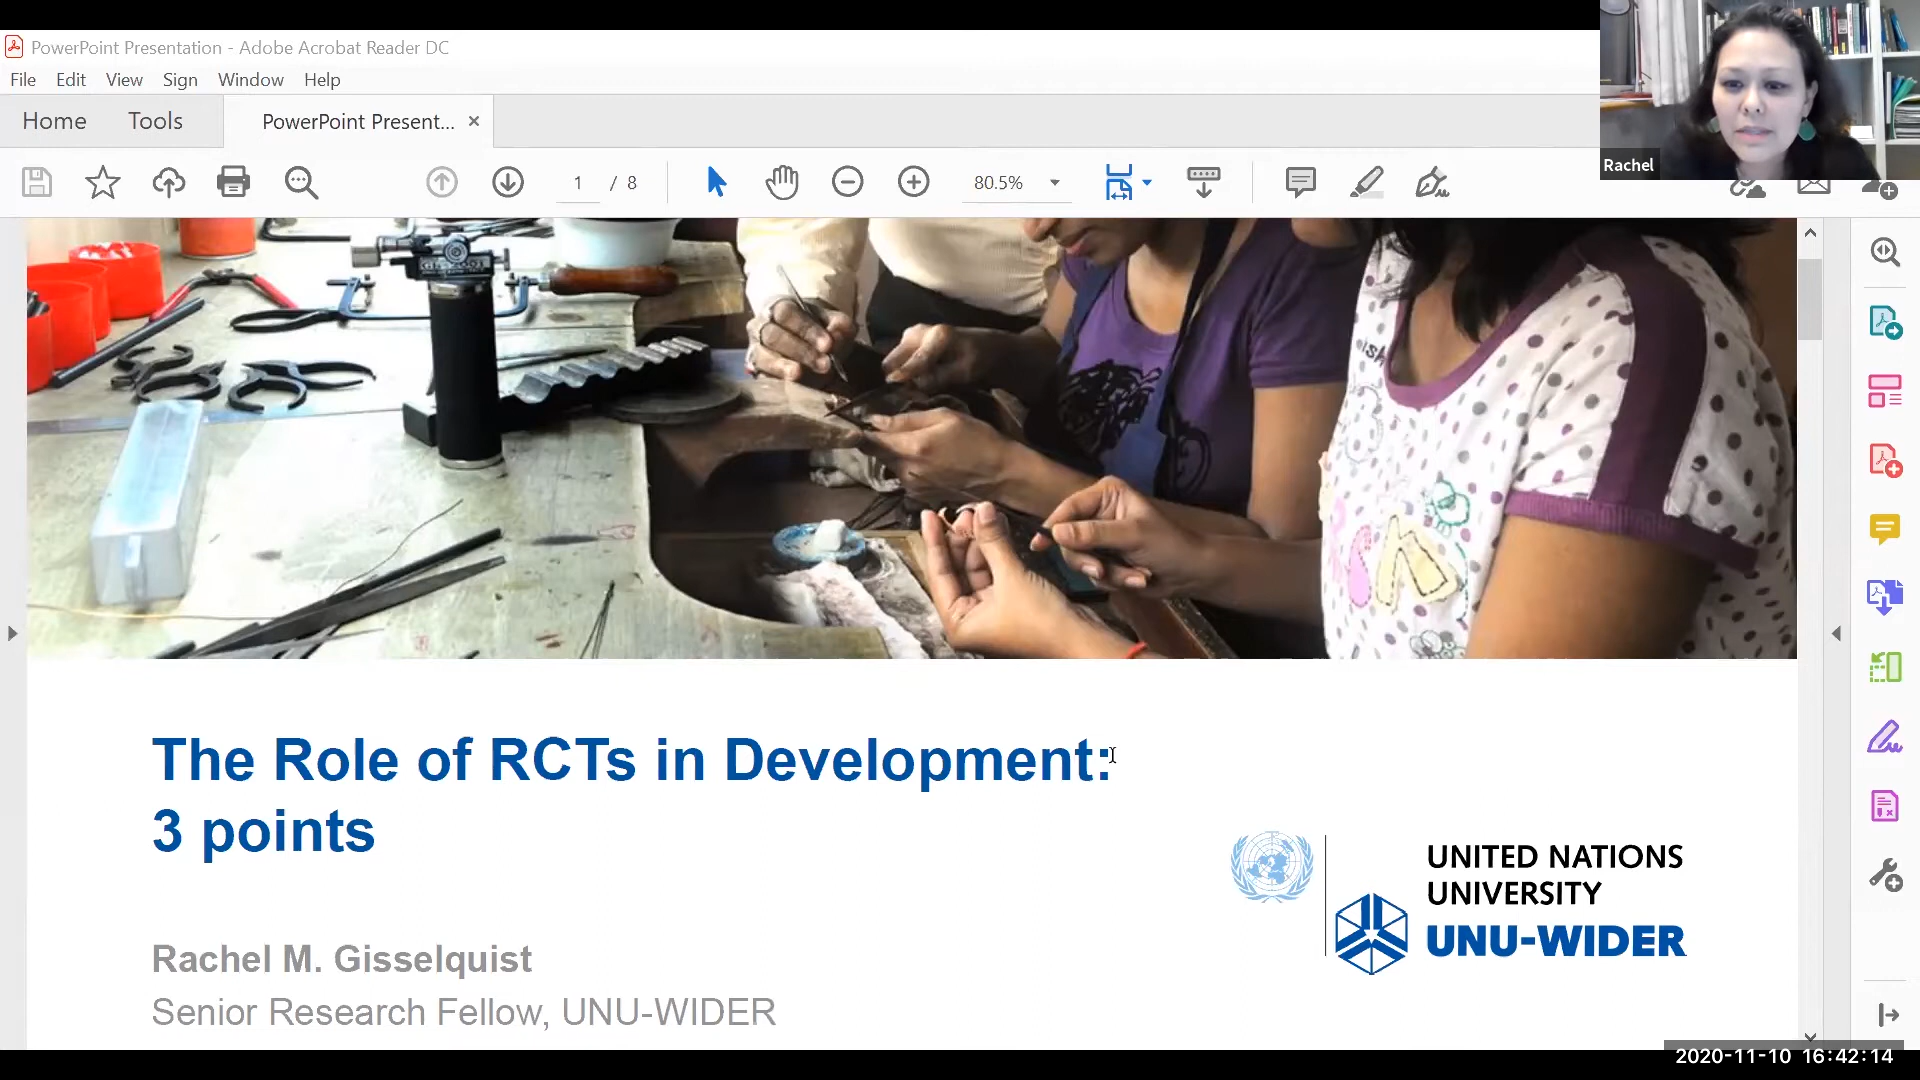 PowerPoint Presentation - Adobe Acrobat Reader DC
File Edit View Sign Window Help
Home Tools PowerPoint Present... ×
1 / 8 80.5%
Rachel
The Role of RCTs in Development:
3 points
UNITED NATIONS
UNIVERSITY
UNU-WIDER
Rachel M. Gisselquist
Senior Research Fellow, UNU-WIDER
2020-11-10 16:42:14